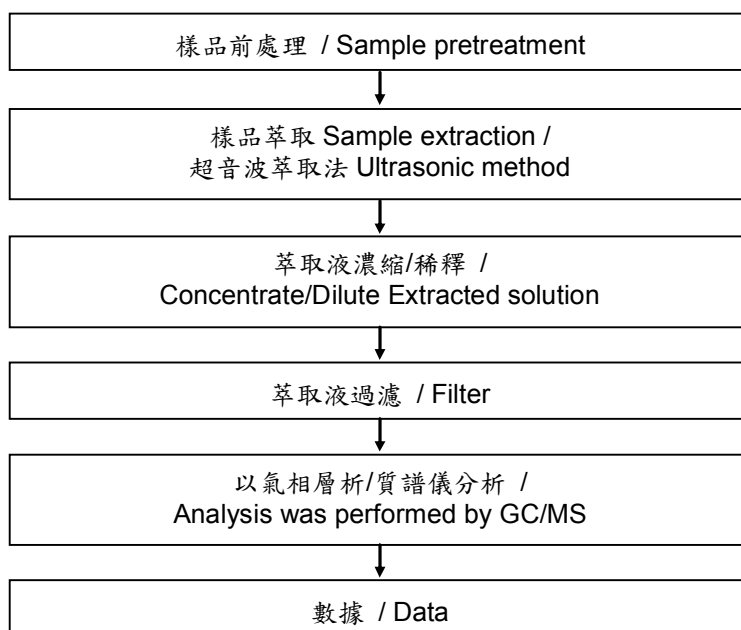 樣品前處理 / Sample pretreatment
樣品萃取 Sample extraction /
超音波萃取法 Ultrasonic method
萃取液濃縮/稀釋 /
Concentrate/Dilute Extracted solution
萃取液過濾 / Filter
以氣相層析/質譜儀分析 /
Analysis was performed by GC/MS
數據 / Data